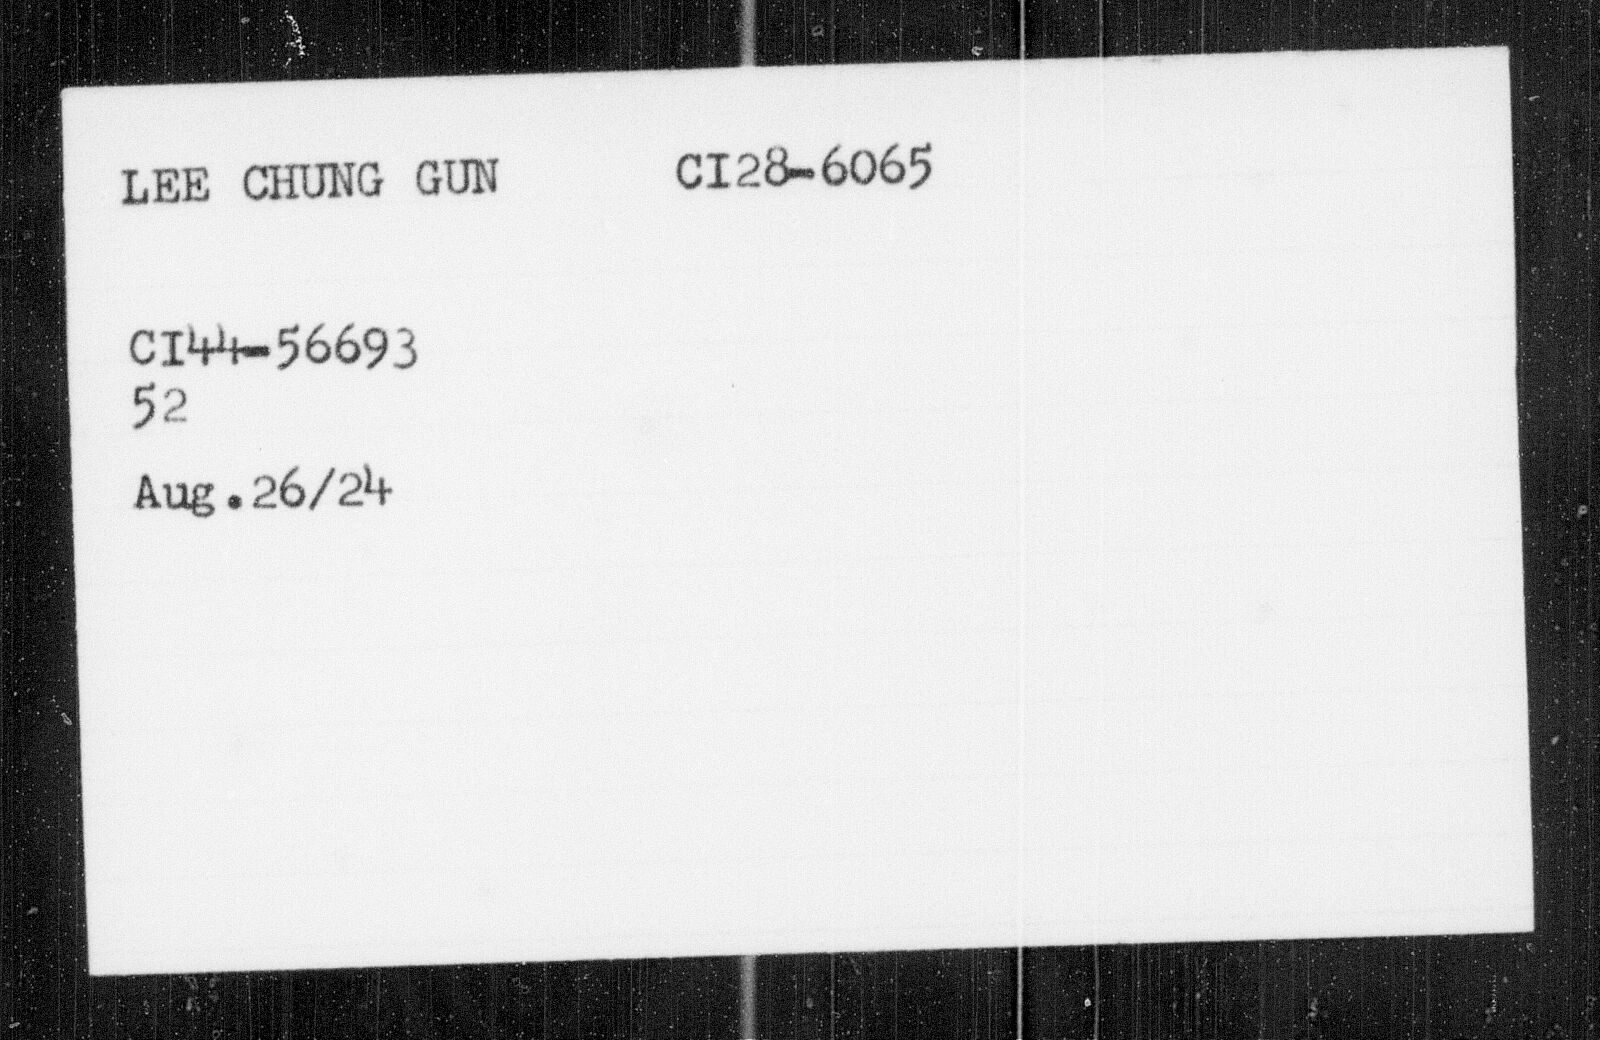 LEE CHUNG GUN CI28-6065
CI44-56693
52
Aug.26/24